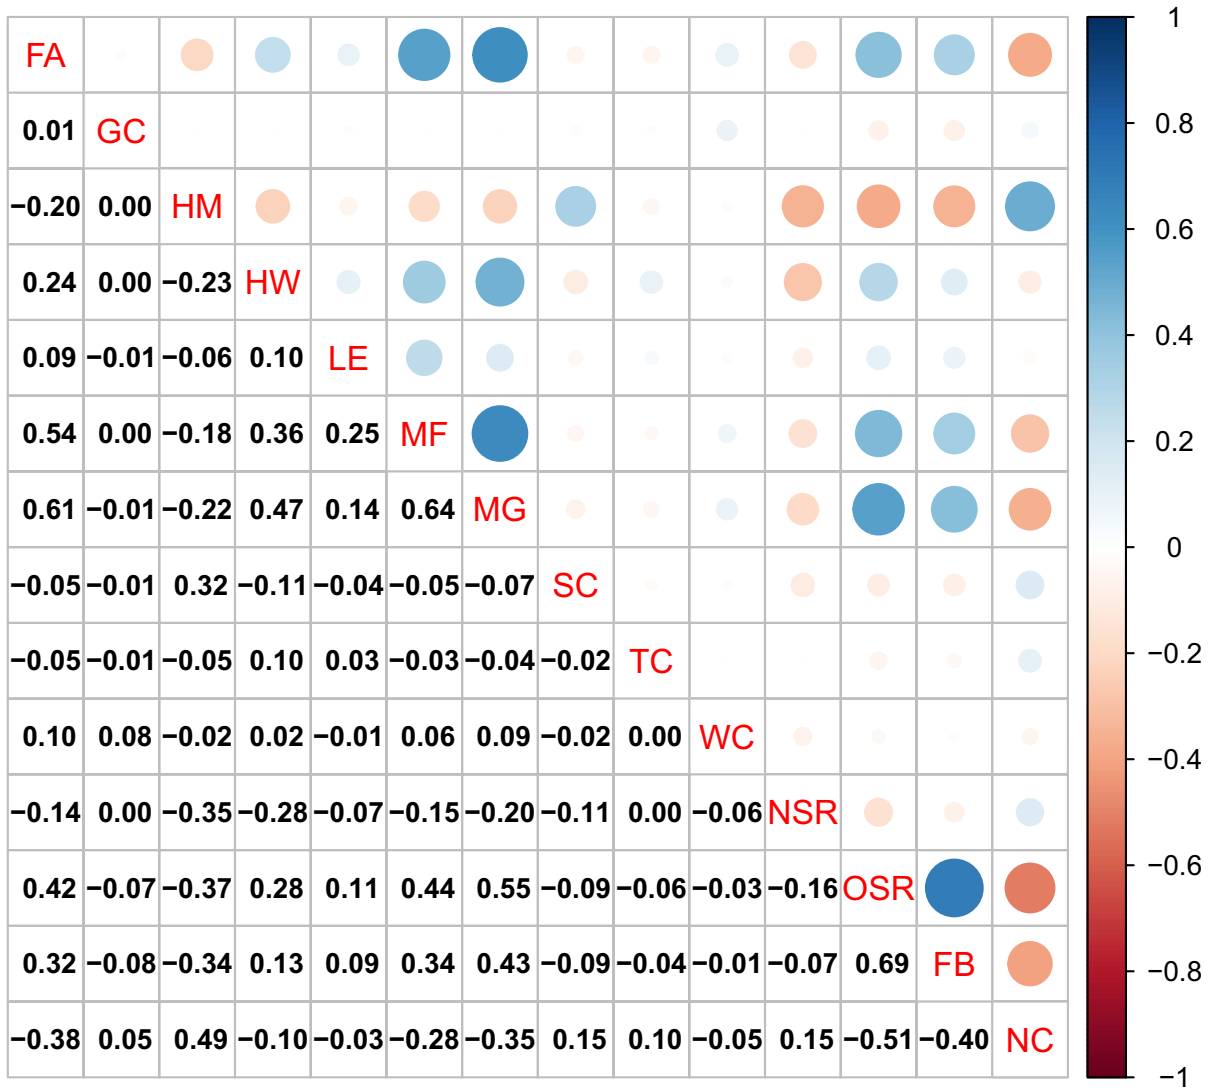 FA
0.01 GC
−0.20 0.00 HM
0.24 0.00 −0.23 HW
0.09 −0.01 −0.06 0.10 LE
0.54 0.00 −0.18 0.36 0.25 MF
0.61 −0.01 −0.22 0.47 0.14 0.64 MG
−0.05 −0.01 0.32 −0.11 −0.04 −0.05 −0.07 SC
−0.05 −0.01 −0.05 0.10 0.03 −0.03 −0.04 −0.02 TC
0.10 0.08 −0.02 0.02 −0.01 0.06 0.09 −0.02 0.00 WC
−0.14 0.00 −0.35 −0.28 −0.07 −0.15 −0.20 −0.11 0.00 −0.06 NSR
0.42 −0.07 −0.37 0.28 0.11 0.44 0.55 −0.09 −0.06 −0.03 −0.16 OSR
0.32 −0.08 −0.34 0.13 0.09 0.34 0.43 −0.09 −0.04 −0.01 −0.07 0.69 FB
−0.38 0.05 0.49 −0.10 −0.03 −0.28 −0.35 0.15 0.10 −0.05 0.15 −0.51 −0.40 NC
1
0.8
0.6
0.4
0.2
0
−0.2
−0.4
−0.6
−0.8
−1